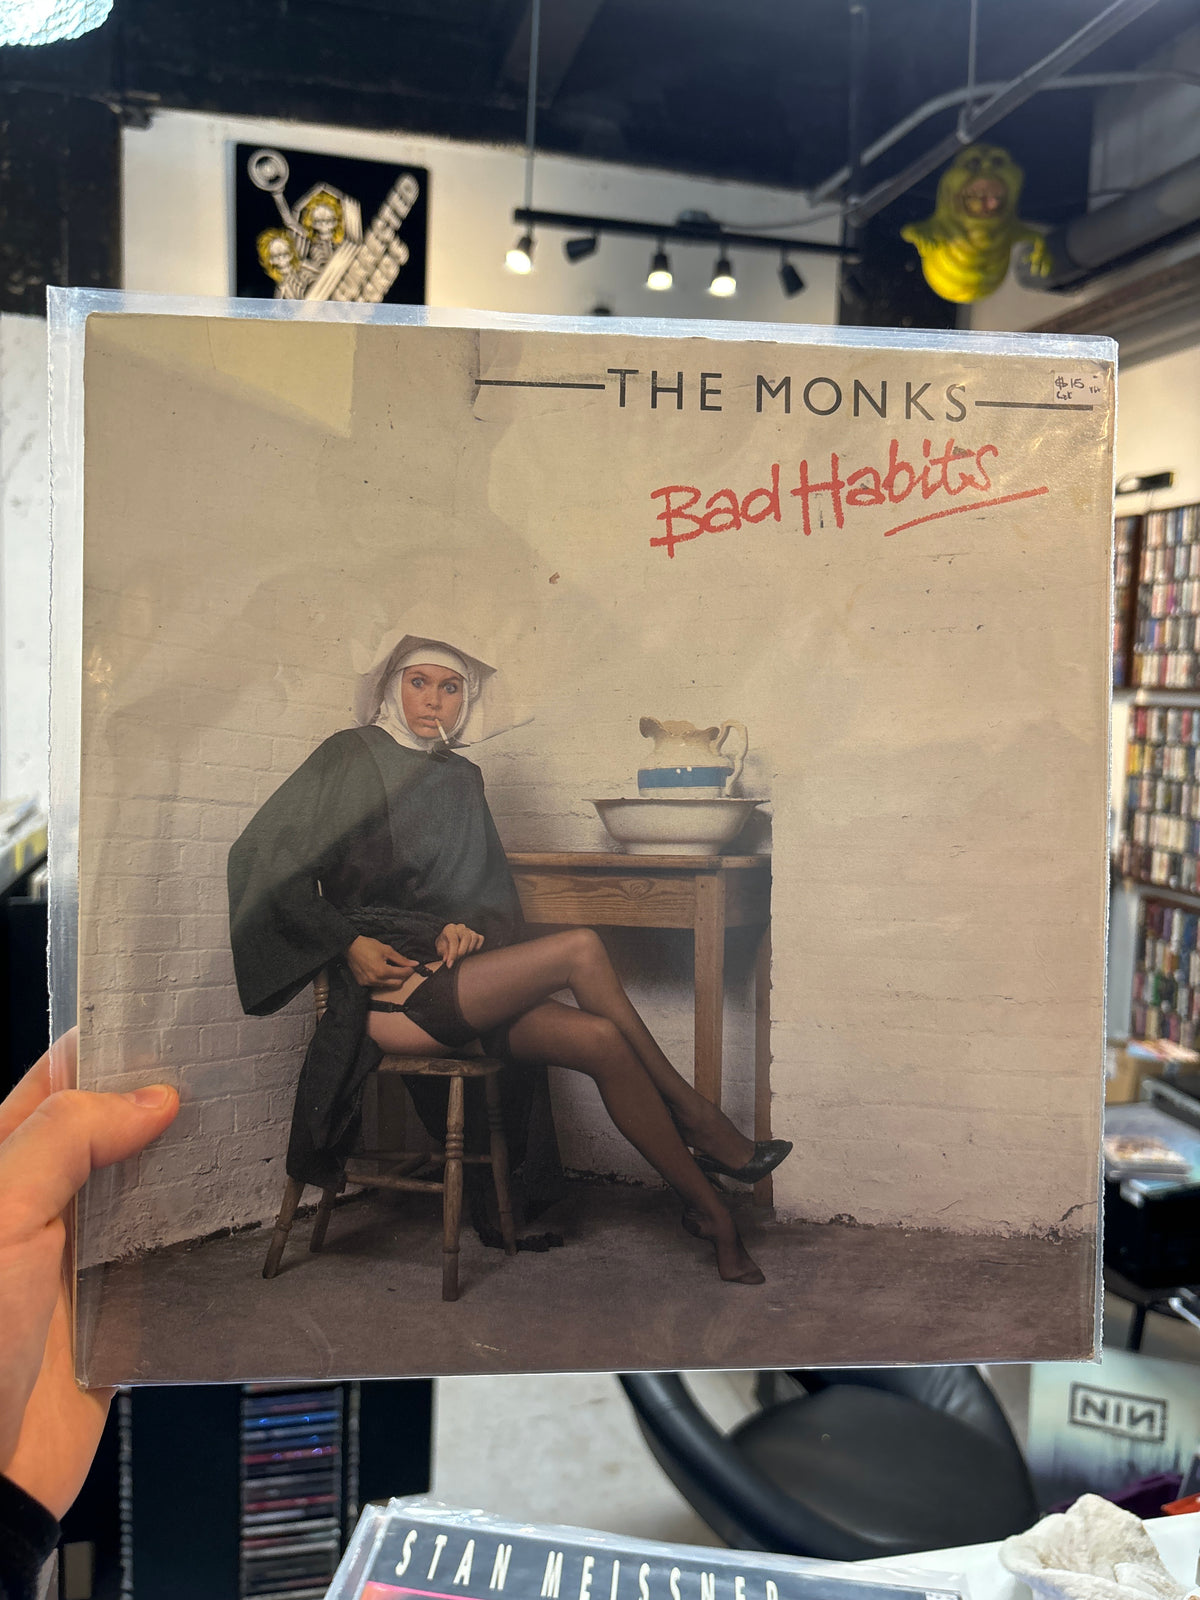 THE MONKS
$15
Bad Habits
NIN
STAN MEISSNER